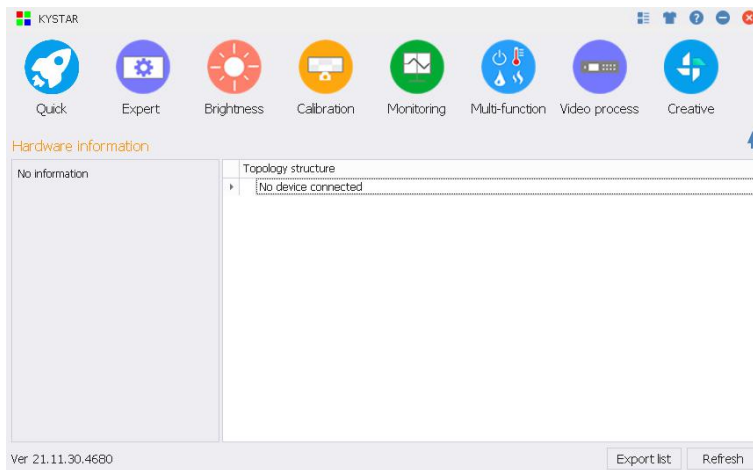 KYSTAR
Quick Expert Brightness Calibration Monitoring Multi-function Video process Creative
Hardware information
No information
Topology structure
No device connected
Ver 21.11.30.4680
Export list Refresh